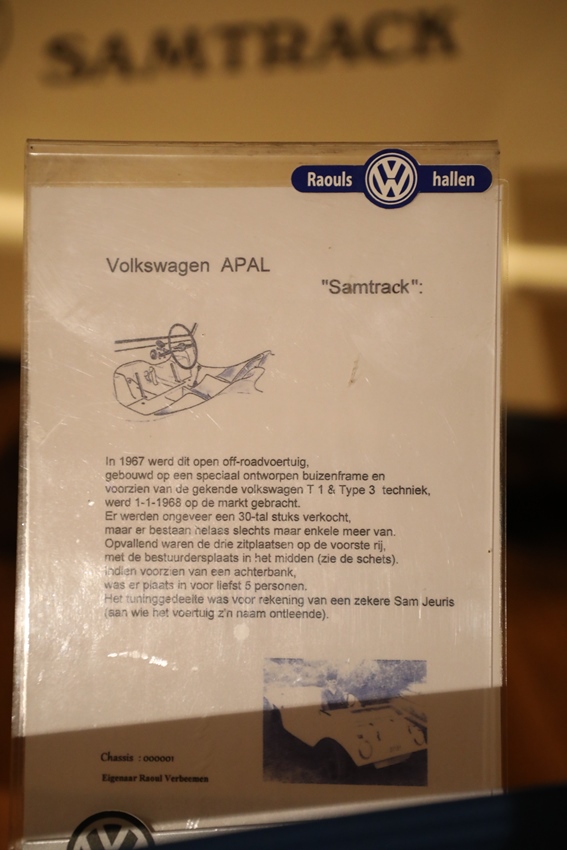 SAMTRACK
Raouls hallen
Volkswagen APAL
"Samtrack":
In 1967 werd dit open off-roadvoertuig,
gebouwd op een speciaal ontworpen buizenframe en
voorzien van de gekende volkswagen T 1 & Type 3 techniek,
werd 1-1-1968 op de markt gebracht.
Er werden ongeveer een 30-tal stuks verkocht,
maar er bestaan helaas slechts maar enkele meer van.
Opvallend waren de drie zitplaatsen op de voorste rij,
met de bestuurdersplaats in het midden (zie de schets).
Indien voorzien van een achterbank,
was er plaats in voor liefst 5 personen.
Het tuninggedeelte was voor rekening van een zekere Sam Jeuris
(aan wie het voertuig z'n naam ontleende).
Chassis : 000001
Eigenaar Raoul Verbeemen